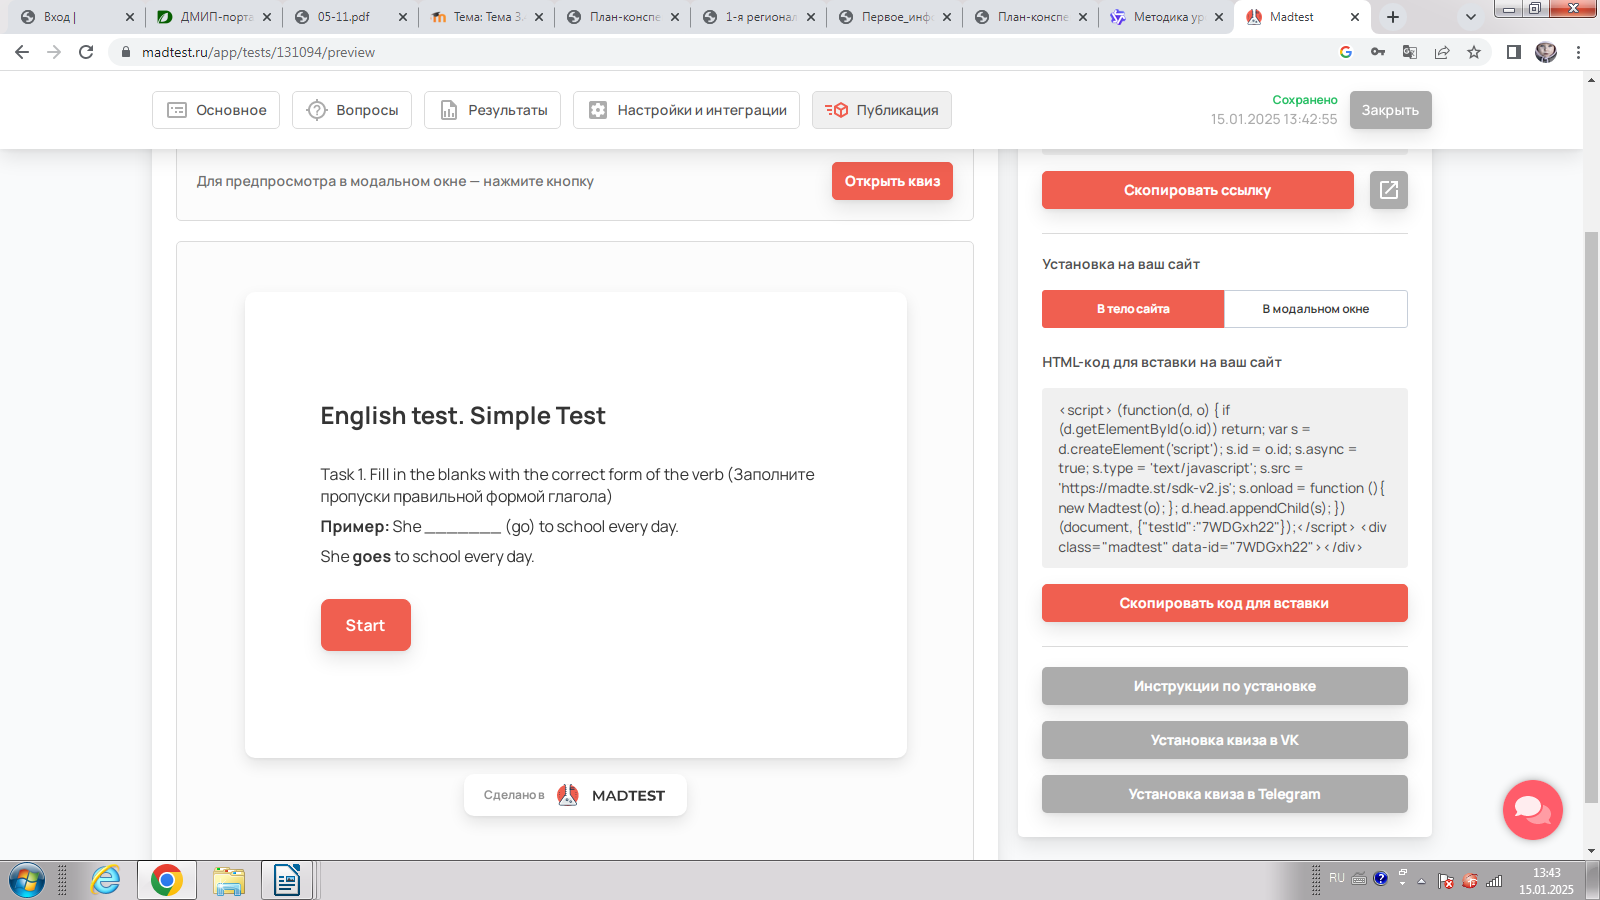 Вход |
ДМИП-порта
05-11.pdf
Тема: Тема 3.
План-конспе
1-я регионал
Первое_инфо
План-конспе
Методика ур
Madtest
madtest.ru/app/tests/131094/preview
Основное
Вопросы
Результаты
Настройки и интеграции
Публикация
Сохранено
15.01.2025 13:42:55
Закрыть
Для предпросмотра в модальном окне — нажмите кнопку
Открыть квиз
English test. Simple Test
Task 1. Fill in the blanks with the correct form of the verb (Заполните
пропуски правильной формой глагола)
Пример: She ________ (go) to school every day.
She goes to school every day.
Start
Сделано в MADTEST
Скопировать ссылку
Установка на ваш сайт
В тело сайта
В модальном окне
HTML-код для вставки на ваш сайт
<script> (function(d, o) { if
(d.getElementById(o.id)) return; var s =
d.createElement('script'); s.id = o.id; s.async =
true; s.type = 'text/javascript'; s.src =
'https://madte.st/sdk-v2.js'; s.onload = function () {
new Madtest(o); }; d.head.appendChild(s); })
(document, {"testId":"7WDGxh22"});</script> <div
class="madtest" data-id="7WDGxh22"></div>
Скопировать код для вставки
Инструкции по установке
Установка квиза в VK
Установка квиза в Telegram
RU
13:43
15.01.2025